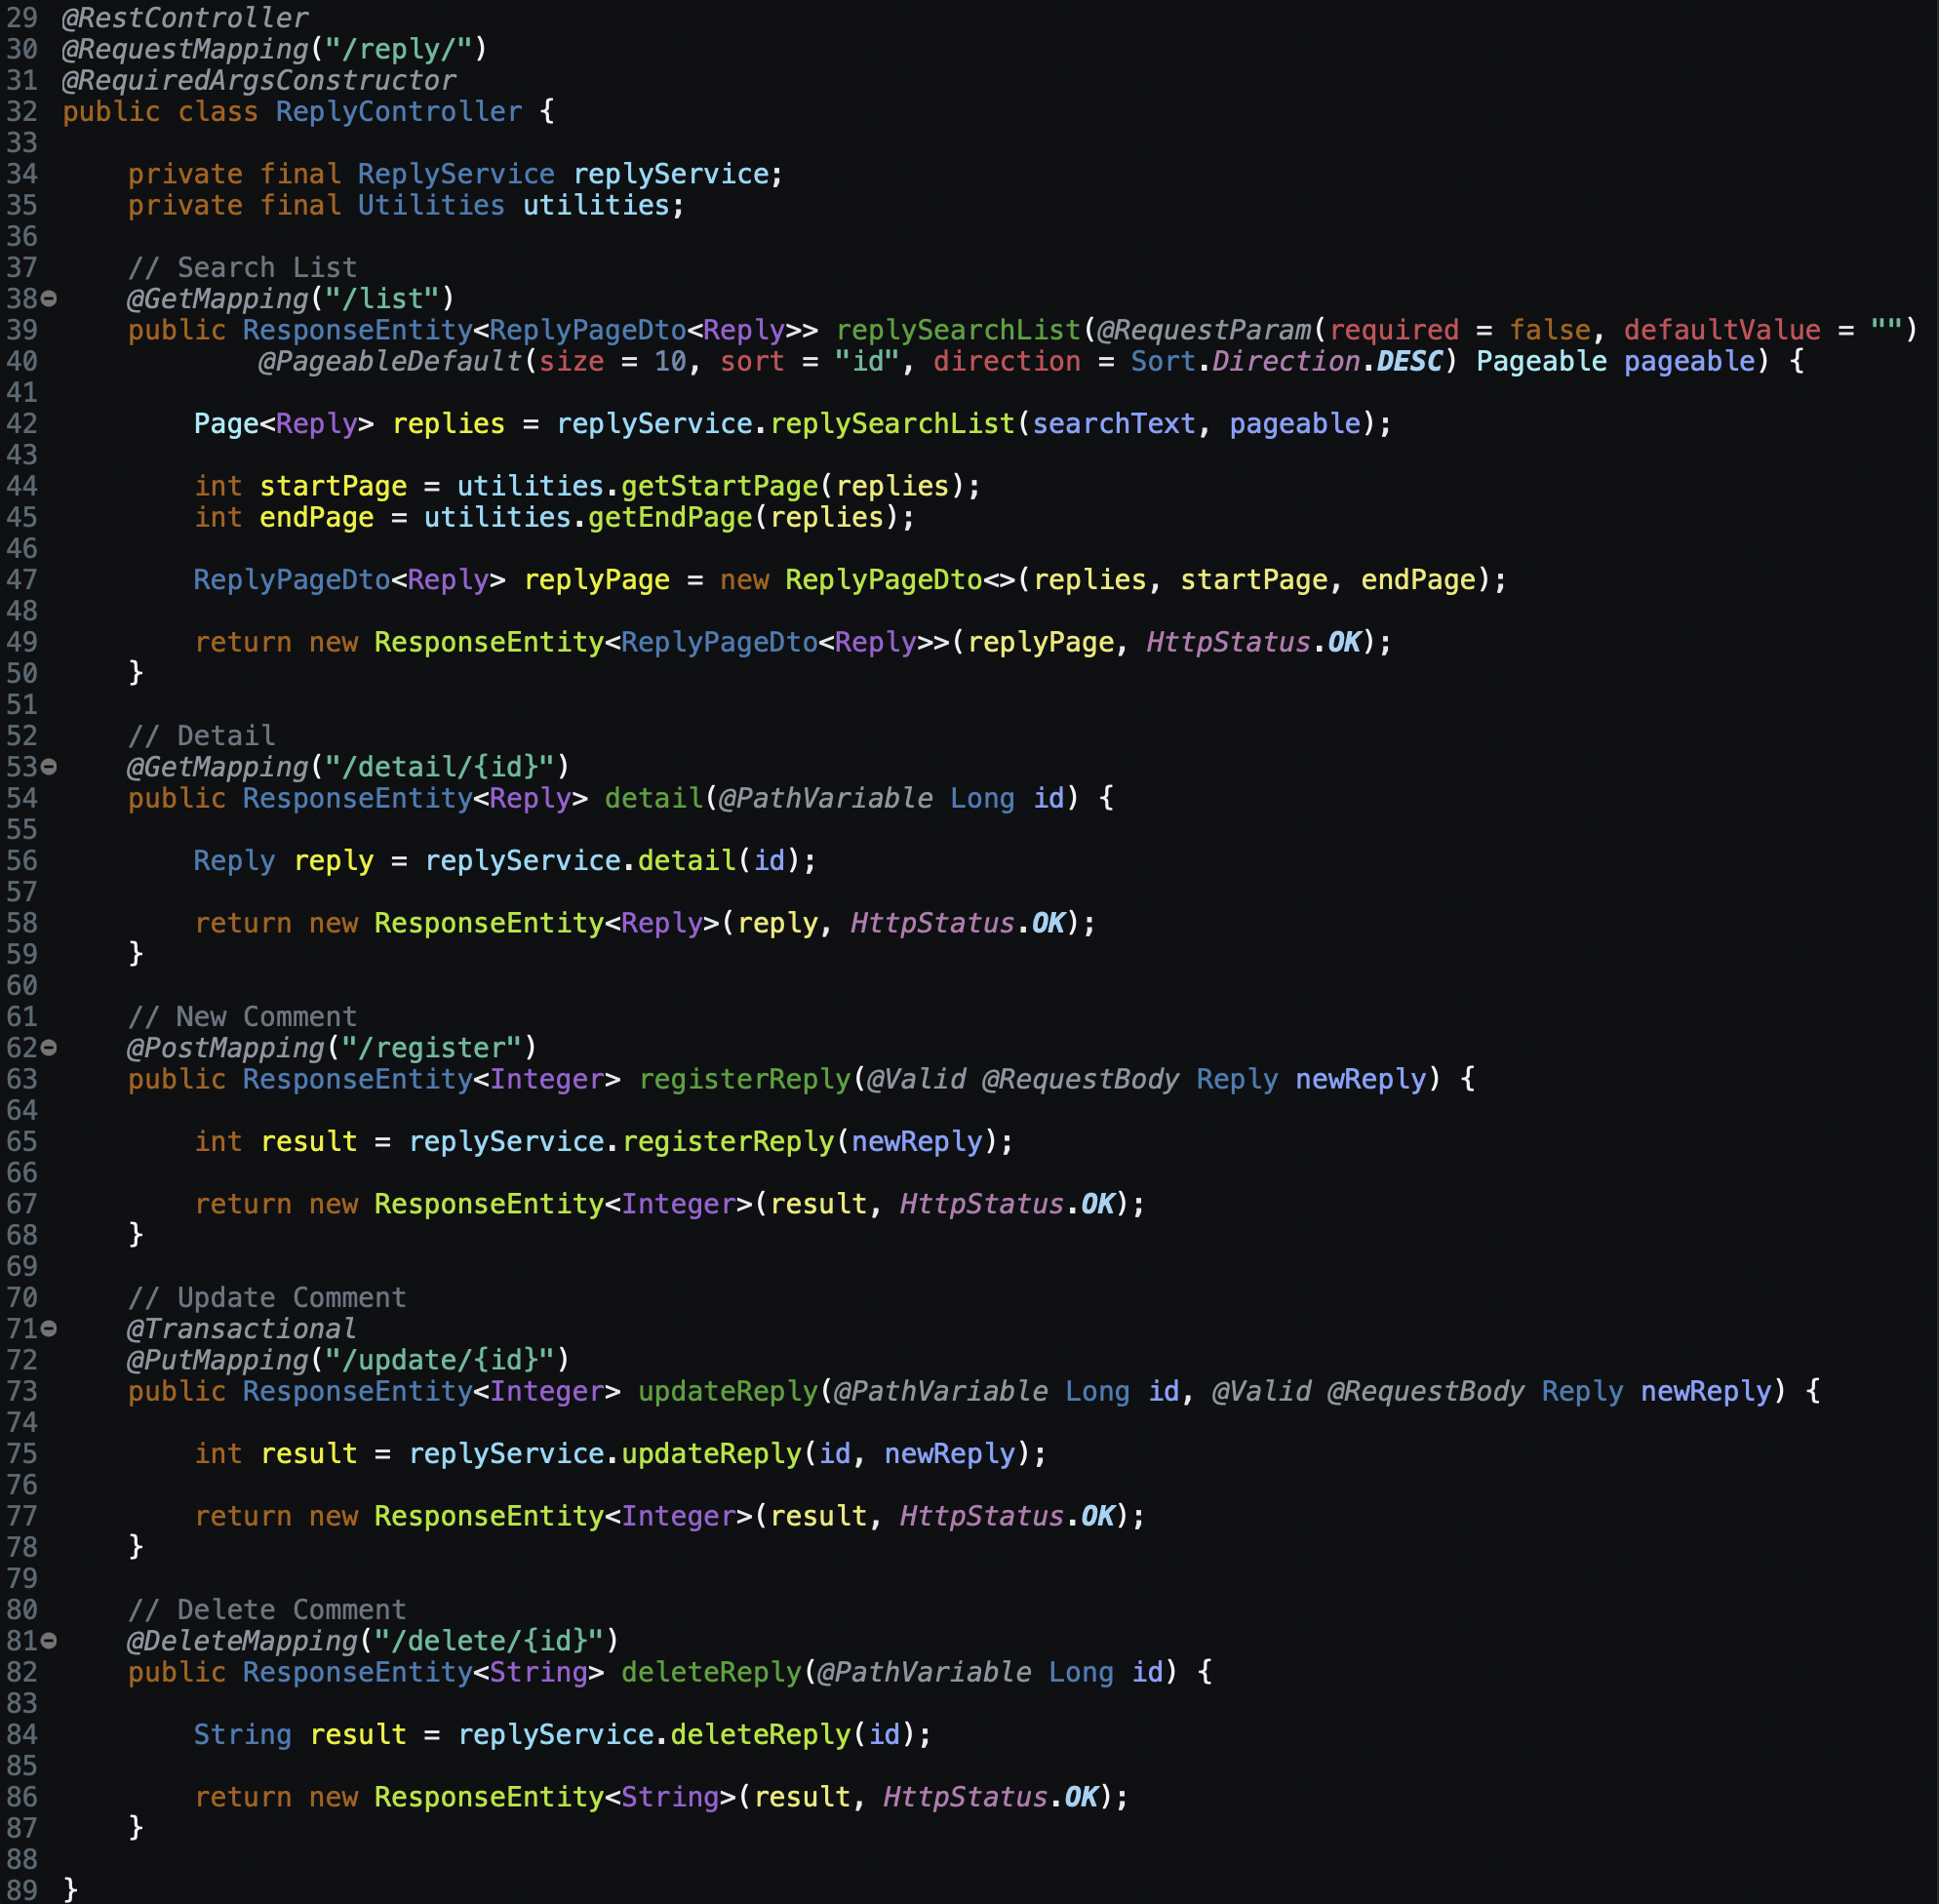 29 @RestController
30 @RequestMapping("/reply/")
31 @RequiredArgsConstructor
32 public class ReplyController {
33
34     private final ReplyService replyService;
35     private final Utilities utilities;
36
37     // Search List
38     @GetMapping("/list")
39     public ResponseEntity<ReplyPageDto<Reply>> replySearchList(@RequestParam(required = false, defaultValue = "")
40             @PageableDefault(size = 10, sort = "id", direction = Sort.Direction.DESC) Pageable pageable) {
41
42         Page<Reply> replies = replyService.replySearchList(searchText, pageable);
43
44         int startPage = utilities.getStartPage(replies);
45         int endPage = utilities.getEndPage(replies);
46
47         ReplyPageDto<Reply> replyPage = new ReplyPageDto<>(replies, startPage, endPage);
48
49         return new ResponseEntity<ReplyPageDto<Reply>>(replyPage, HttpStatus.OK);
50     }
51
52     // Detail
53     @GetMapping("/detail/{id}")
54     public ResponseEntity<Reply> detail(@PathVariable Long id) {
55
56         Reply reply = replyService.detail(id);
57
58         return new ResponseEntity<Reply>(reply, HttpStatus.OK);
59     }
60
61     // New Comment
62     @PostMapping("/register")
63     public ResponseEntity<Integer> registerReply(@Valid @RequestBody Reply newReply) {
64
65         int result = replyService.registerReply(newReply);
66
67         return new ResponseEntity<Integer>(result, HttpStatus.OK);
68     }
69
70     // Update Comment
71     @Transactional
72     @PutMapping("/update/{id}")
73     public ResponseEntity<Integer> updateReply(@PathVariable Long id, @Valid @RequestBody Reply newReply) {
74
75         int result = replyService.updateReply(id, newReply);
76
77         return new ResponseEntity<Integer>(result, HttpStatus.OK);
78     }
79
80     // Delete Comment
81     @DeleteMapping("/delete/{id}")
82     public ResponseEntity<String> deleteReply(@PathVariable Long id) {
83
84         String result = replyService.deleteReply(id);
85
86         return new ResponseEntity<String>(result, HttpStatus.OK);
87     }
88
89 }